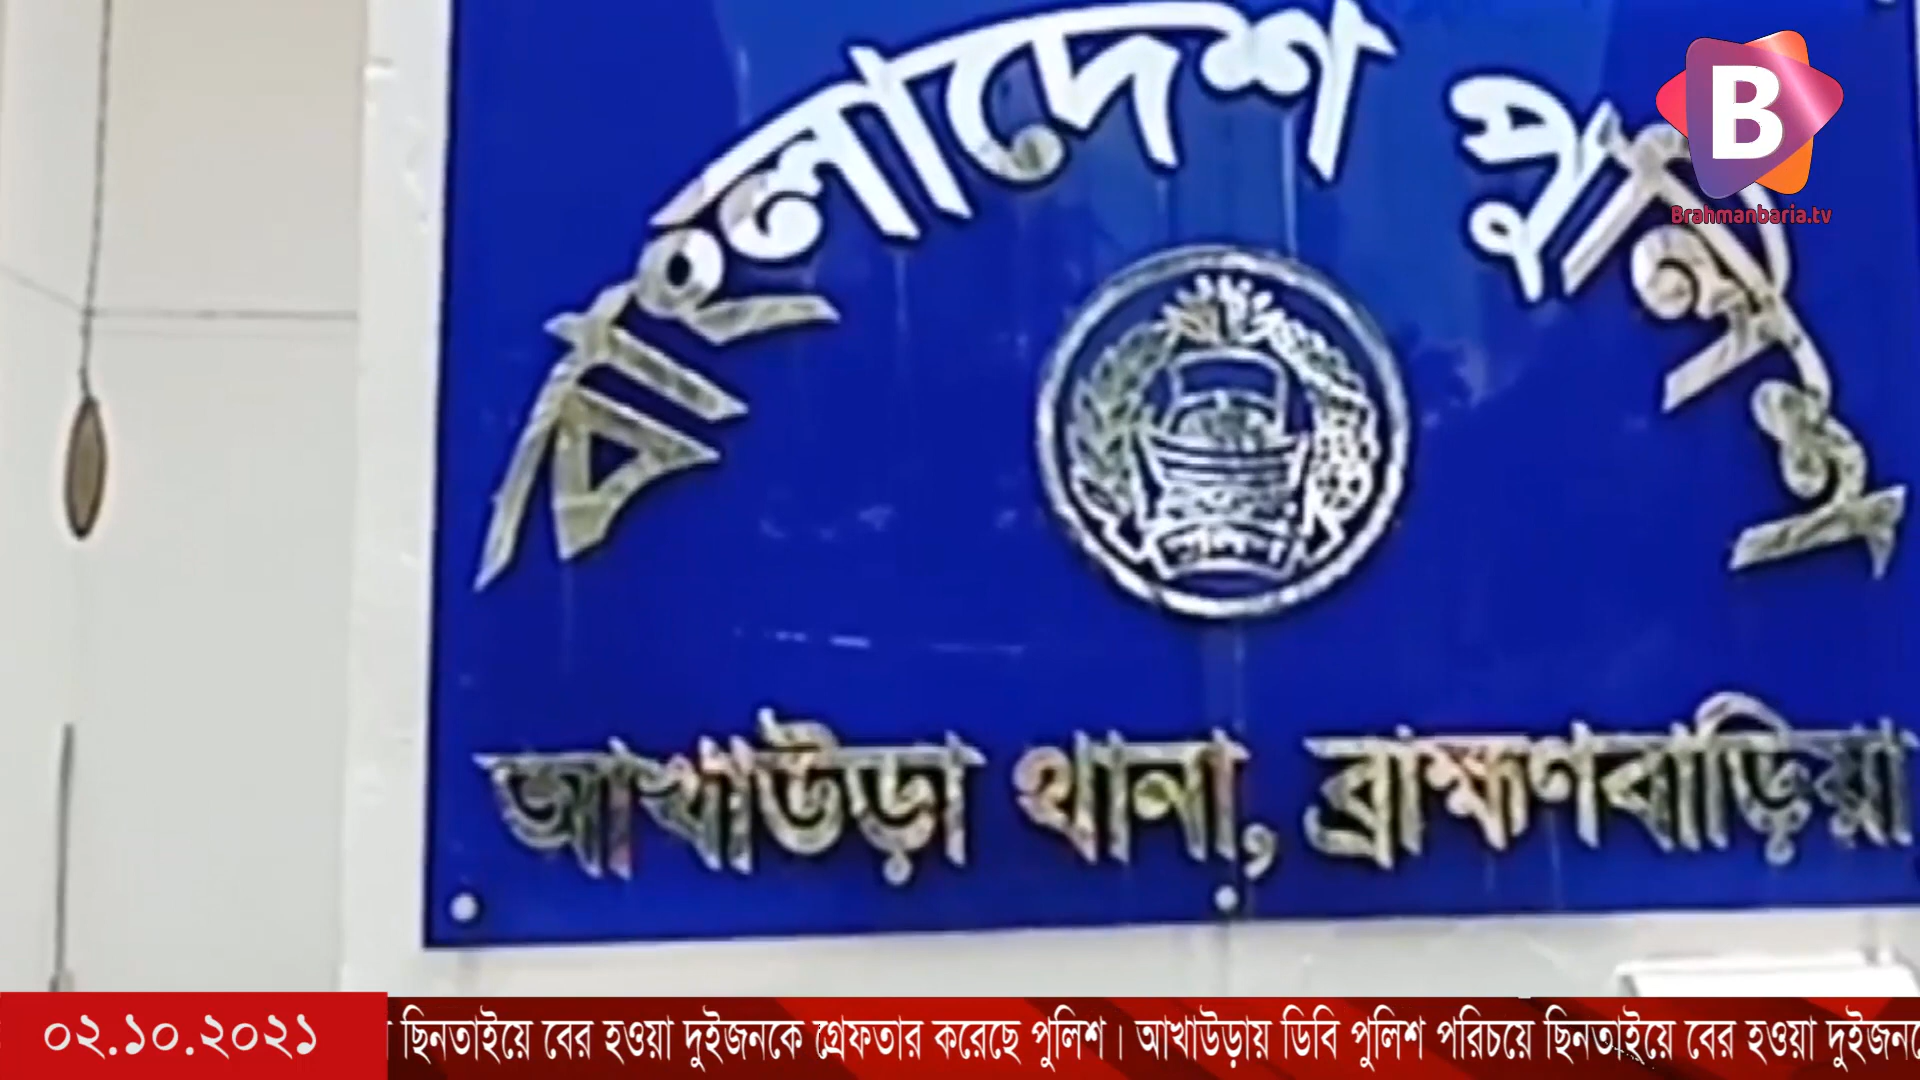 বাংলাদেশ পুলিশ
পুলিশ
আখাউড়া থানা, ব্রাহ্মণবাড়িয়া
B
Brahmanbaria.tv
০২.১০.২০২১
ছিনতাইয়ে বের হওয়া দুইজনকে গ্রেফতার করেছে পুলিশ। আখাউড়ায় ডিবি পুলিশ পরিচয়ে ছিনতাইয়ে বের হওয়া দুইজনকে